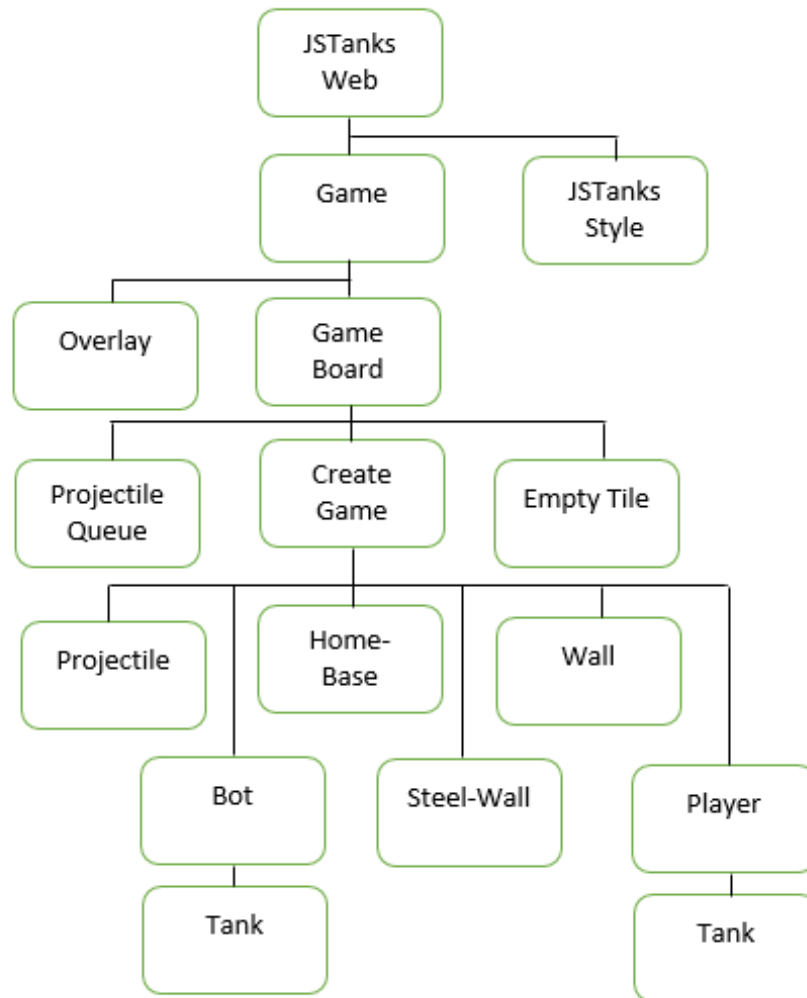 JSTanks
Web
Game
JSTanks
Style
Overlay
Game
Board
Projectile
Queue
Create
Game
Empty Tile
Projectile
Home-
Base
Wall
Bot
Steel-Wall
Player
Tank
Tank